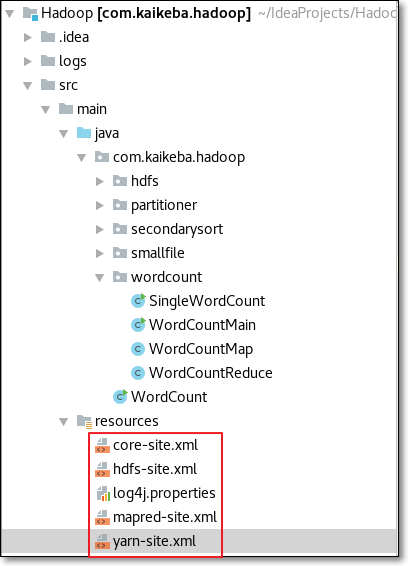 Hadoop [com.kaikeba.hadoop] ~/IdeaProjects/Hadoo
.idea
logs
src
main
java
com.kaikeba.hadoop
hdfs
partitioner
secondarysort
smallfile
wordcount
SingleWordCount
WordCountMain
WordCountMap
WordCountReduce
WordCount
resources
core-site.xml
hdfs-site.xml
log4j.properties
mapred-site.xml
yarn-site.xml